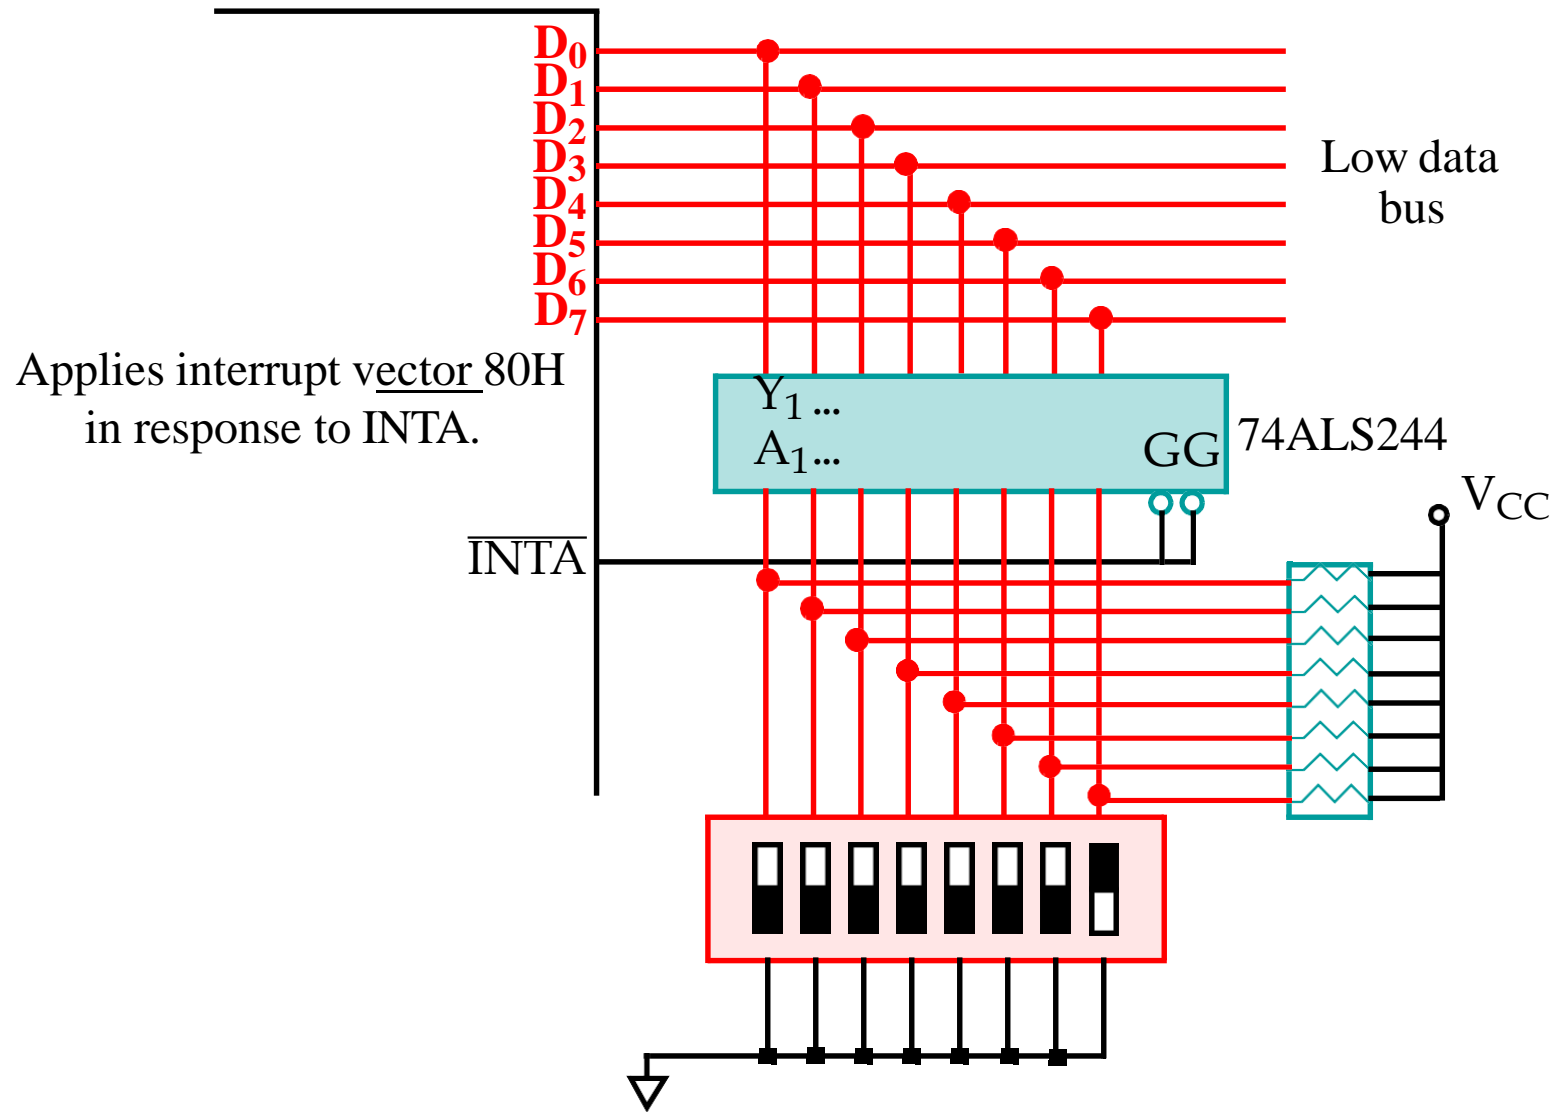 D0
D1
D2
D3
D4
D5
D6
D7
Low data
bus
Applies interrupt vector 80H
in response to INTA.
Y1 ...
A1...
GG
74ALS244
VCC
INTA